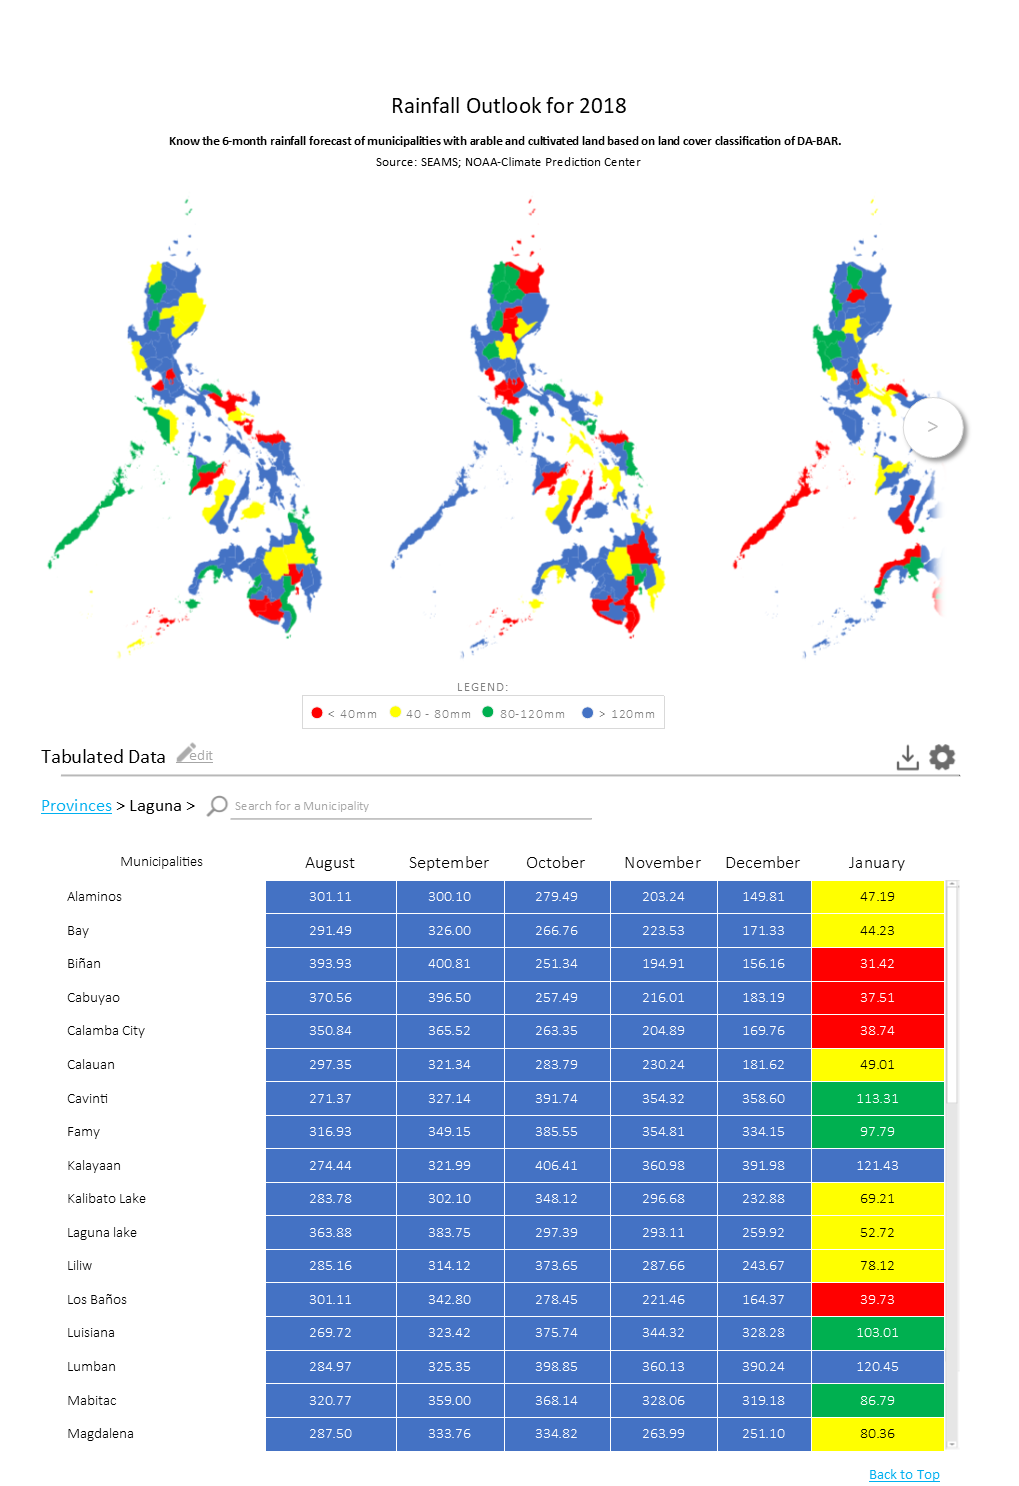 Rainfall Outlook for 2018
Know the 6-month rainfall forecast of municipalities with arable and cultivated land based on land cover classification of DA-BAR.
Source: SEAMS; NOAA-Climate Prediction Center
>
LEGEND:
< 40mm 40 - 80mm 80-120mm > 120mm
Tabulated Data edit
Provinces > Laguna > Search for a Municipality
Municipalities August September October November December January
Alaminos 301.11 300.10 279.49 203.24 149.81 47.19
Bay 291.49 326.00 266.76 223.53 171.33 44.23
Biñan 393.93 400.81 251.34 194.91 156.16 31.42
Cabuyao 370.56 396.50 257.49 216.01 183.19 37.51
Calamba City 350.84 365.52 263.35 204.89 169.76 38.74
Calauan 297.35 321.34 283.79 230.24 181.62 49.01
Cavinti 271.37 327.14 391.74 354.32 358.60 113.31
Famy 316.93 349.15 385.55 354.81 334.15 97.79
Kalayaan 274.44 321.99 406.41 360.98 391.98 121.43
Kalibato Lake 283.78 302.10 348.12 296.68 232.88 69.21
Laguna lake 363.88 383.75 297.39 293.11 259.92 52.72
Liliw 285.16 314.12 373.65 287.66 243.67 78.12
Los Baños 301.11 342.80 278.45 221.46 164.37 39.73
Luisiana 269.72 323.42 375.74 344.32 328.28 103.01
Lumban 284.97 325.35 398.85 360.13 390.24 120.45
Mabitac 320.77 359.00 368.14 328.06 319.18 86.79
Magdalena 287.50 333.76 334.82 263.99 251.10 80.36
Back to Top